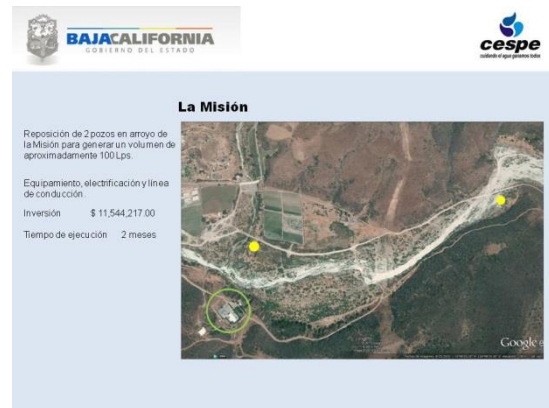 BAJACALIFORNIA
GOBIERNO DEL ESTADO
cespe
cuidando el agua ganamos todos
La Misión
Reposición de 2 pozos en arroyo de
la Misión para generar un volumen de
aproximadamente 100 Lps.
Equipamiento, electrificación y línea
de conducción.
Inversión $ 11,544,217.00
Tiempo de ejecución 2 meses
Google